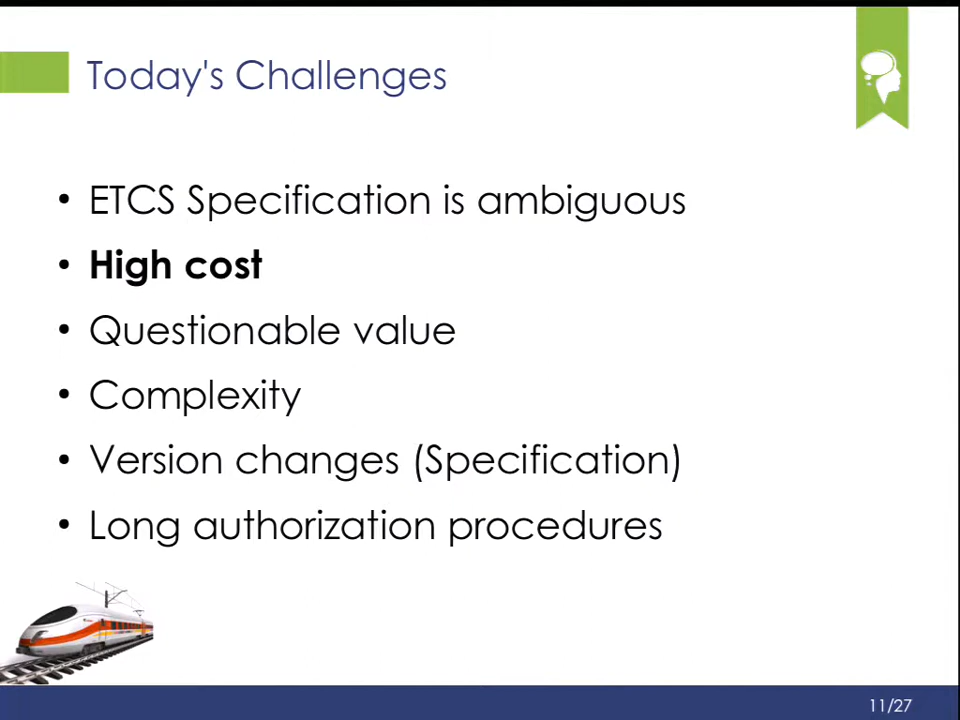 Today's Challenges
• ETCS Specification is ambiguous
• High cost
• Questionable value
• Complexity
• Version changes (Specification)
• Long authorization procedures
11/27